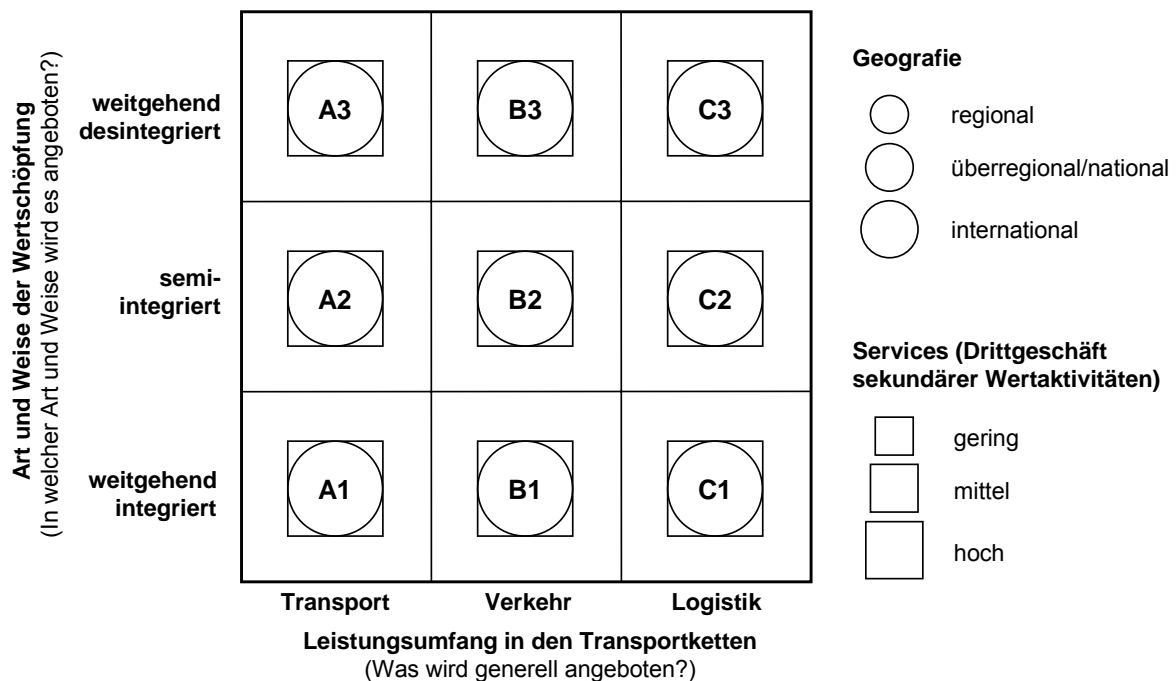 Art und Weise der Wertschöpfung
(In welcher Art und Weise wird es angeboten?)
weitgehend
desintegriert
A3
B3
C3
semi-
integriert
A2
B2
C2
weitgehend
integriert
A1
B1
C1
Transport
Verkehr
Logistik
Leistungsumfang in den Transportketten
(Was wird generell angeboten?)
Geografie
regional
überregional/national
international
Services (Drittgeschäft
sekundärer Wertaktivitäten)
gering
mittel
hoch